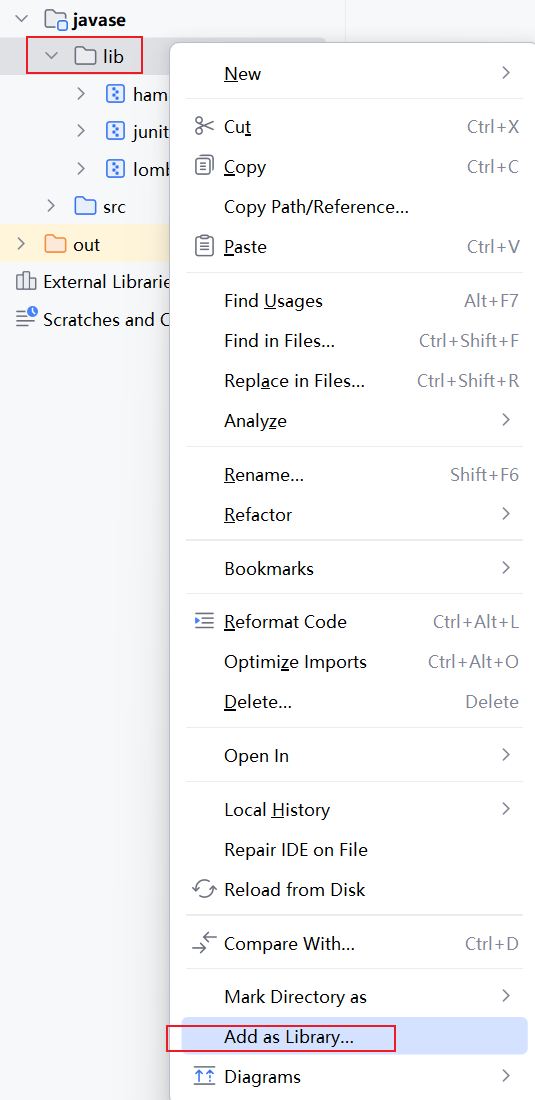 javase
lib
New
ham
Cut Ctrl+X
junit
Copy Ctrl+C
lomb
Copy Path/Reference...
src
Paste Ctrl+V
out
External Librarie
Find Usages Alt+F7
Scratches and C
Find in Files... Ctrl+Shift+F
Replace in Files... Ctrl+Shift+R
Analyze
Rename... Shift+F6
Refactor
Bookmarks
Reformat Code Ctrl+Alt+L
Optimize Imports Ctrl+Alt+O
Delete... Delete
Open In
Local History
Repair IDE on File
Reload from Disk
Compare With... Ctrl+D
Mark Directory as
Add as Library...
Diagrams